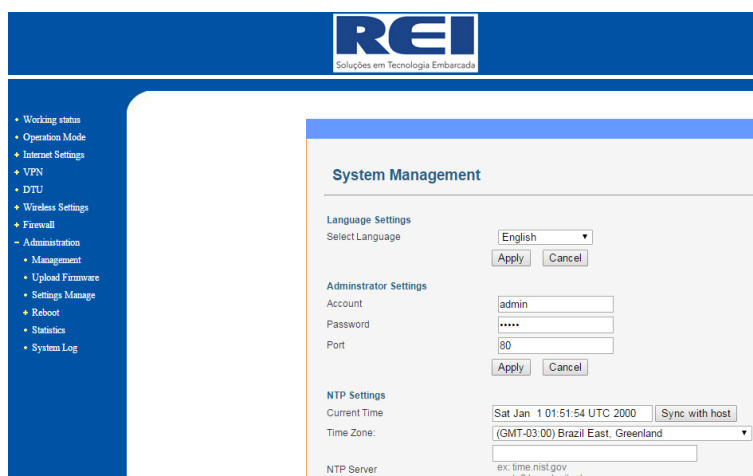 REI
Soluções em Tecnologia Embarcada
Working status
Operation Mode
Internet Settings
VPN
DTU
Wireless Settings
Firewall
Administration
Management
Upload Firmware
Settings Manage
Reboot
Statistics
System Log
System Management
Language Settings
Select Language English
Apply Cancel
Adminstrator Settings
Account admin
Password •••••
Port 80
Apply Cancel
NTP Settings
Current Time Sat Jan 1 01:51:54 UTC 2000 Sync with host
Time Zone: (GMT-03:00) Brazil East, Greenland
NTP Server
ex: time.nist.gov